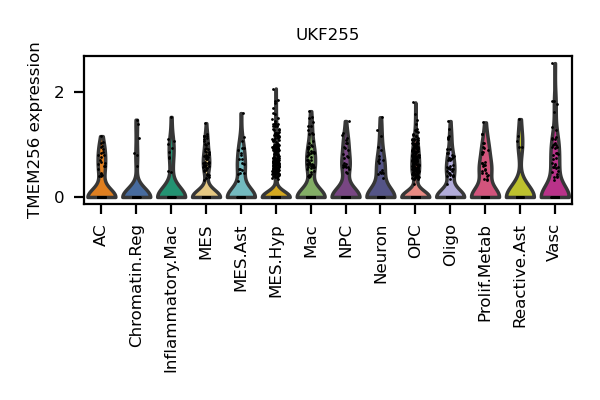 UKF255
TMEM256 expression
2
0
AC
Chromatin.Reg
Inflammatory.Mac
MES
MES.Ast
MES.Hyp
Mac
NPC
Neuron
OPC
Oligo
Prolif.Metab
Reactive.Ast
Vasc